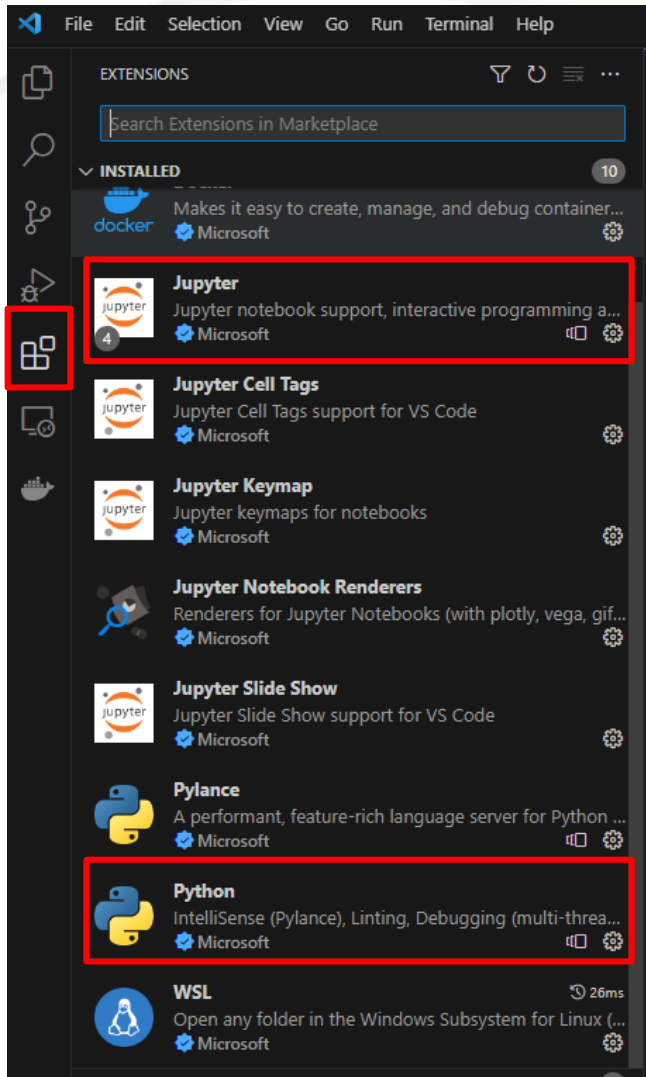 File Edit Selection View Go Run Terminal Help
EXTENSIONS
Search Extensions in Marketplace
INSTALLED 10
docker
Makes it easy to create, manage, and debug container...
Microsoft
Jupyter
jupyter
Jupyter notebook support, interactive programming a...
4
Microsoft
Jupyter Cell Tags
jupyter
Jupyter Cell Tags support for VS Code
Microsoft
Jupyter Keymap
jupyter
Jupyter keymaps for notebooks
Microsoft
Jupyter Notebook Renderers
Renderers for Jupyter Notebooks (with plotly, vega, gif...
Microsoft
Jupyter Slide Show
jupyter
Jupyter Slide Show support for VS Code
Microsoft
Pylance
A performant, feature-rich language server for Python ...
Microsoft
Python
IntelliSense (Pylance), Linting, Debugging (multi-threa...
Microsoft
WSL 26ms
Open any folder in the Windows Subsystem for Linux (...
Microsoft